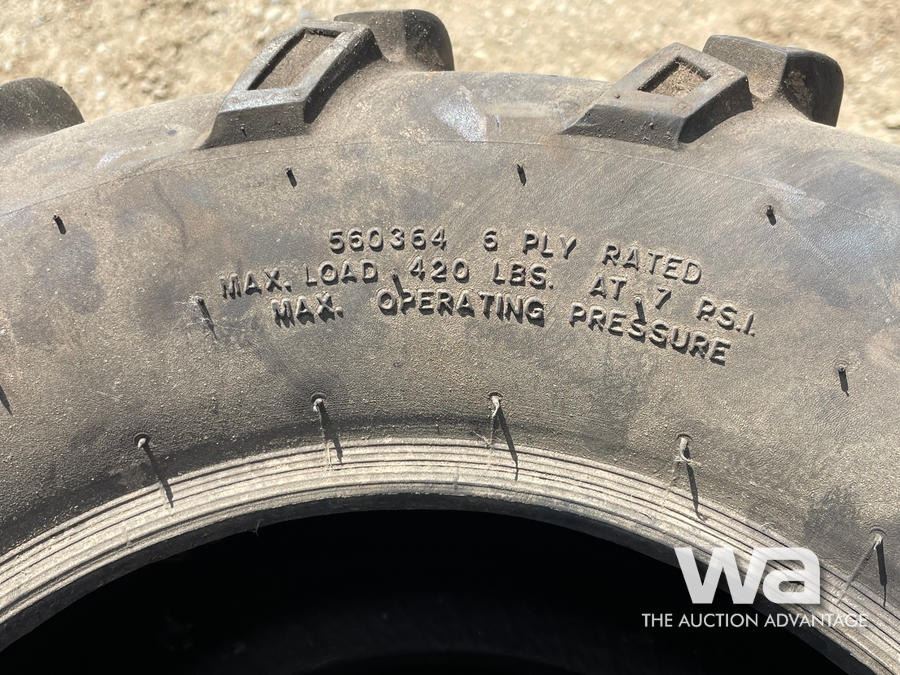 560364 6 PLY RATED
MAX. LOAD 420 LBS. AT 7 P.S.I.
MAX. OPERATING PRESSURE
wa
THE AUCTION ADVANTAGE